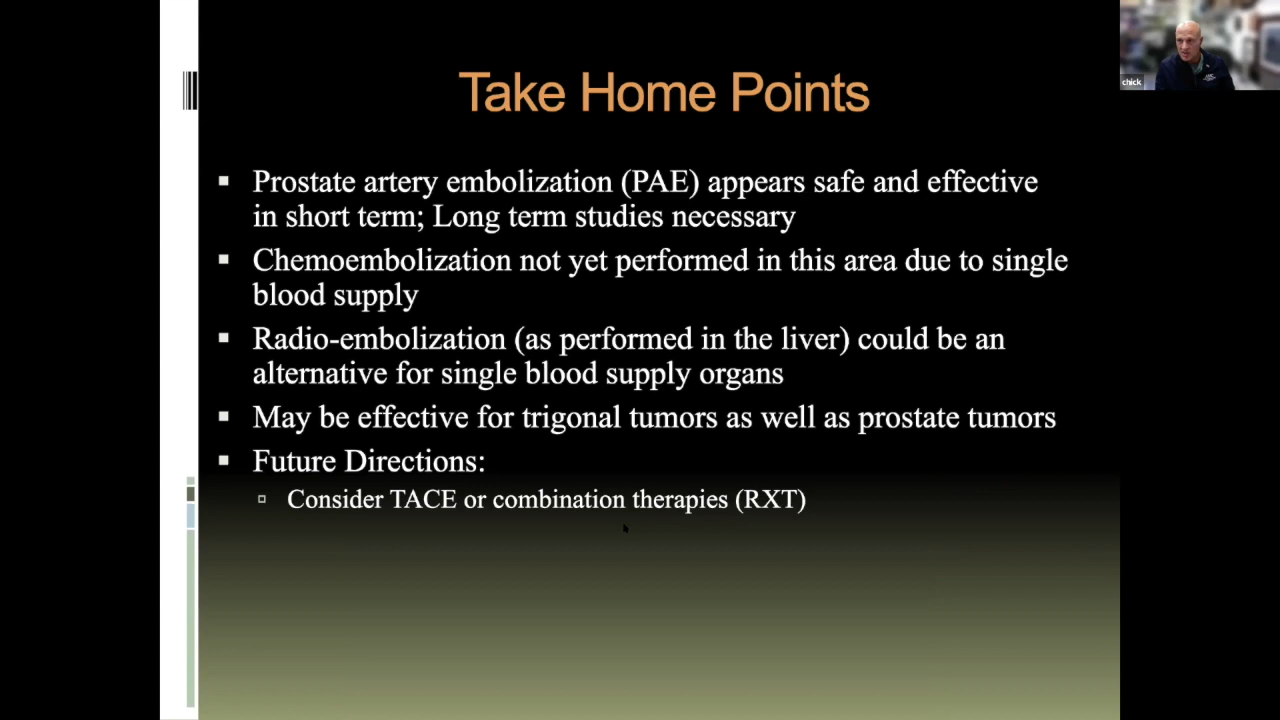 Take Home Points
Prostate artery embolization (PAE) appears safe and effective
in short term; Long term studies necessary
Chemoembolization not yet performed in this area due to single
blood supply
Radio-embolization (as performed in the liver) could be an
alternative for single blood supply organs
May be effective for trigonal tumors as well as prostate tumors
Future Directions:
Consider TACE or combination therapies (RXT)
chick